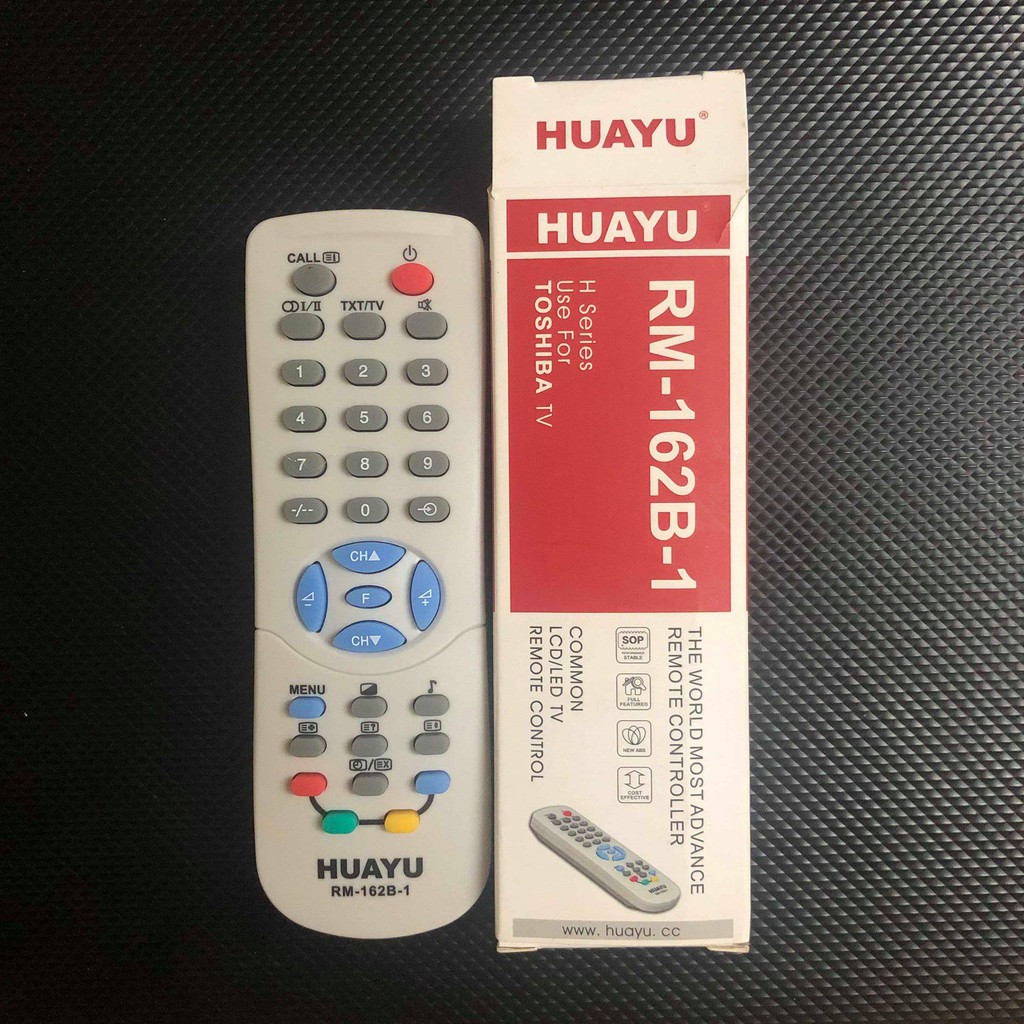 CALL
I/II
TXT/TV
1
2
3
4
5
6
7
8
9
-/--
0
CH▲
-
F
+
CH▼
MENU
HUAYU
RM-162B-1
HUAYU®
HUAYU
RM-162B-1
H Series
Use For
TOSHIBA TV
THE WORLD MOST ADVANCE
REMOTE CONTROLLER
SOP
PERFORMANCE
STABLE
FULL
FEATURED
NEW ABS
COST
EFFECTIVE
COMMON
LCD/LED TV
REMOTE CONTROL
HUAYU
www. huayu. cc